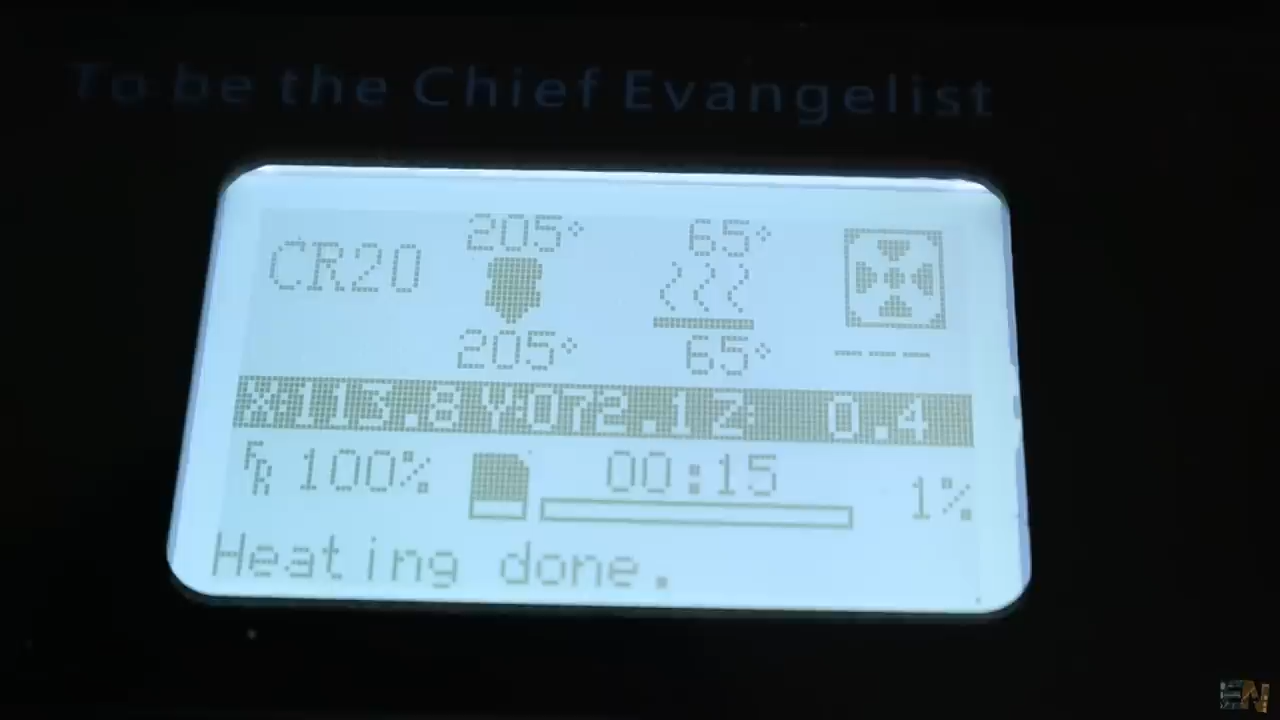 To be the Chief Evangelist
205° 65°
CR20
205° 65° ---
X:113.8 Y:072.1 Z: 0.4
FR 100% 00:15 1%
Heating done.
EN